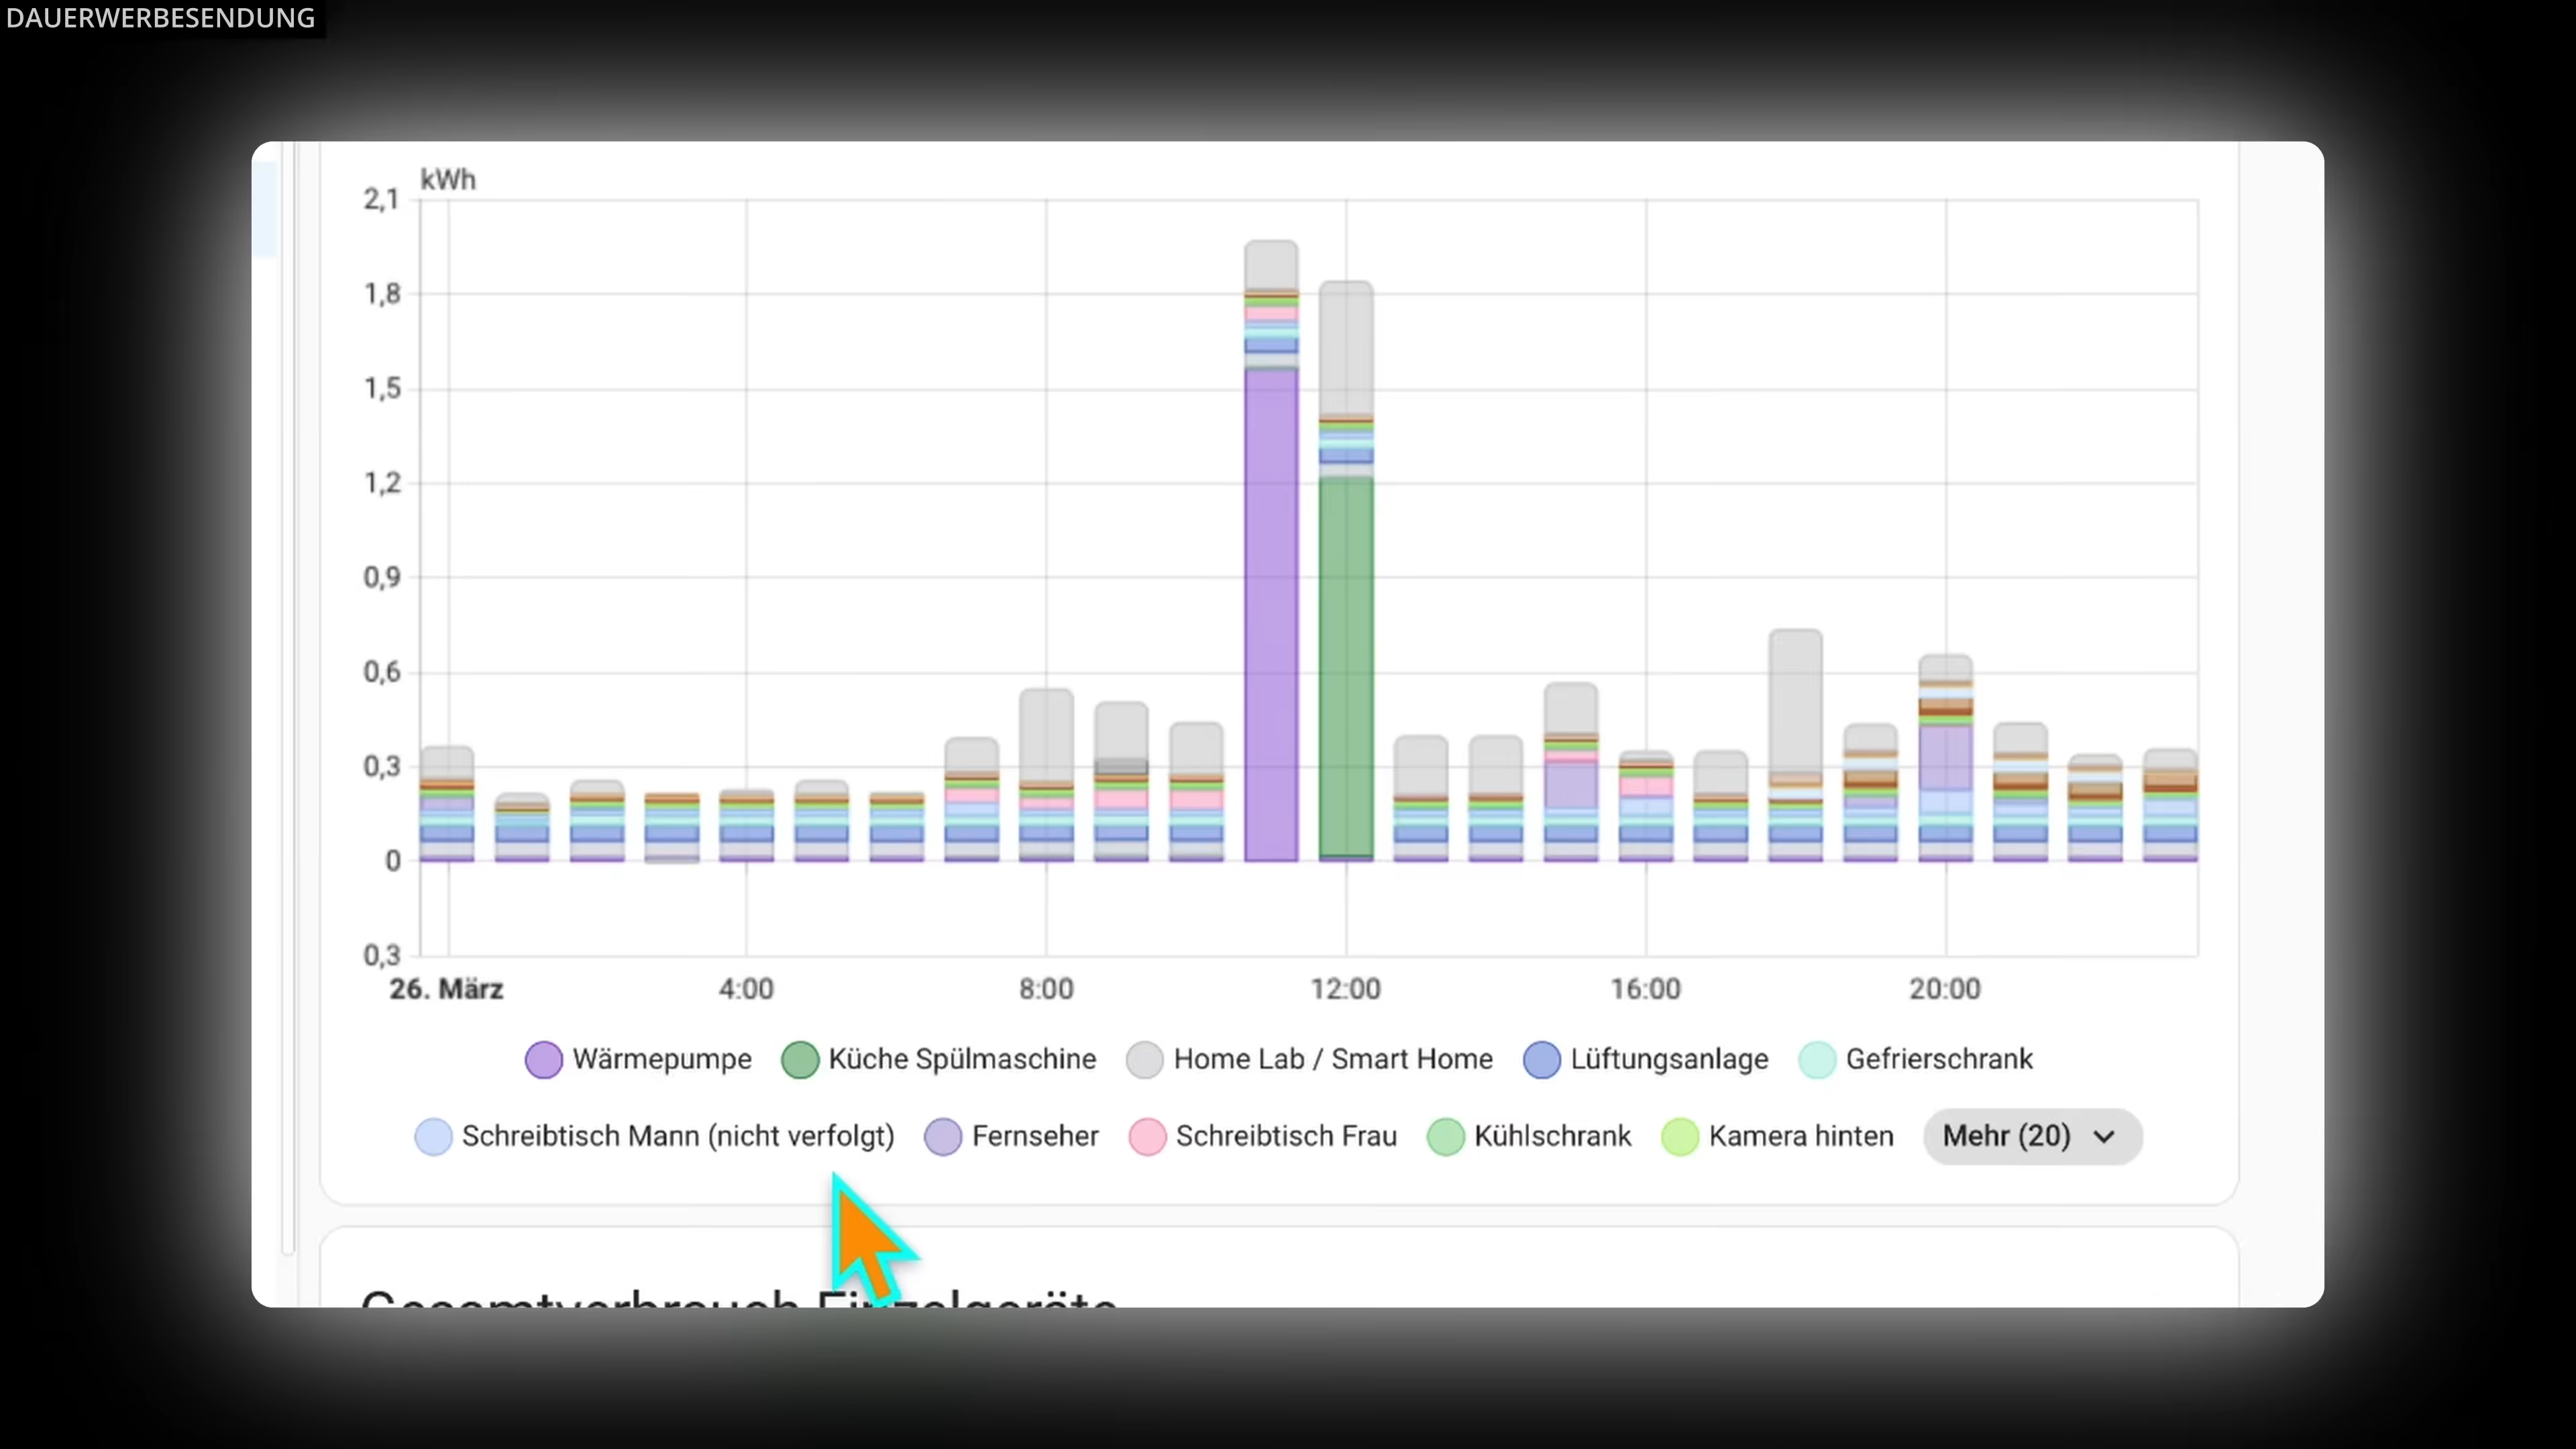 DAUERWERBESENDUNG
kWh
2,1
1,8
1,5
1,2
0,9
0,6
0,3
0
0,3
26. März 4:00 8:00 12:00 16:00 20:00
Wärmepumpe Küche Spülmaschine Home Lab / Smart Home Lüftungsanlage Gefrierschrank
Schreibtisch Mann (nicht verfolgt) Fernseher Schreibtisch Frau Kühlschrank Kamera hinten Mehr (20)
Gesamtverbrauch Einzelgeräte